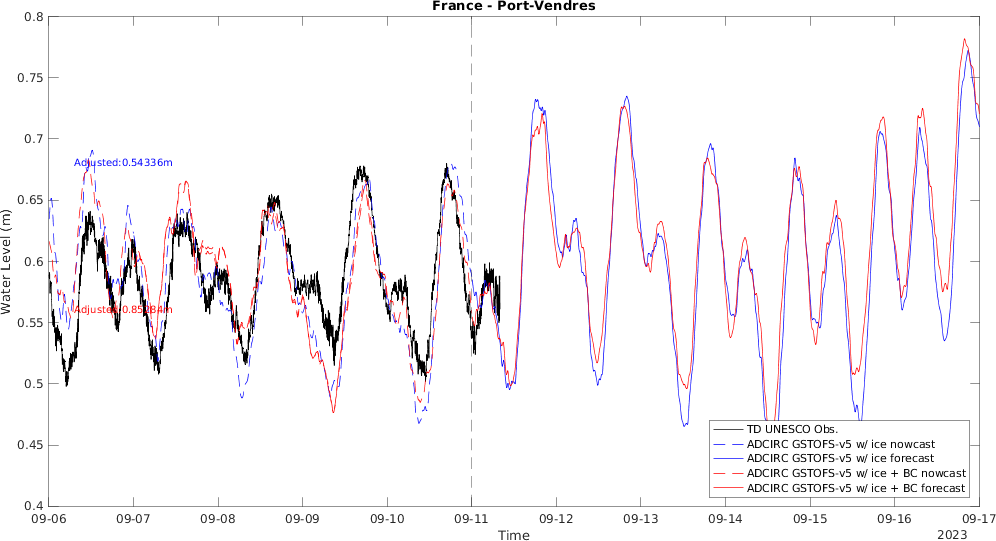 France - Port-Vendres
0.8
0.75
0.7
0.65
0.6
0.55
0.5
0.45
0.4
Water Level (m)
Adjusted:0.54336m
TD UNESCO Obs.
ADCIRC GSTOFS-v5 w/ ice nowcast
ADCIRC GSTOFS-v5 w/ ice forecast
ADCIRC GSTOFS-v5 w/ ice + BC nowcast
ADCIRC GSTOFS-v5 w/ ice + BC forecast
09-06 09-07 09-08 09-09 09-10 09-11 09-12 09-13 09-14 09-15 09-16 09-17
Time
2023